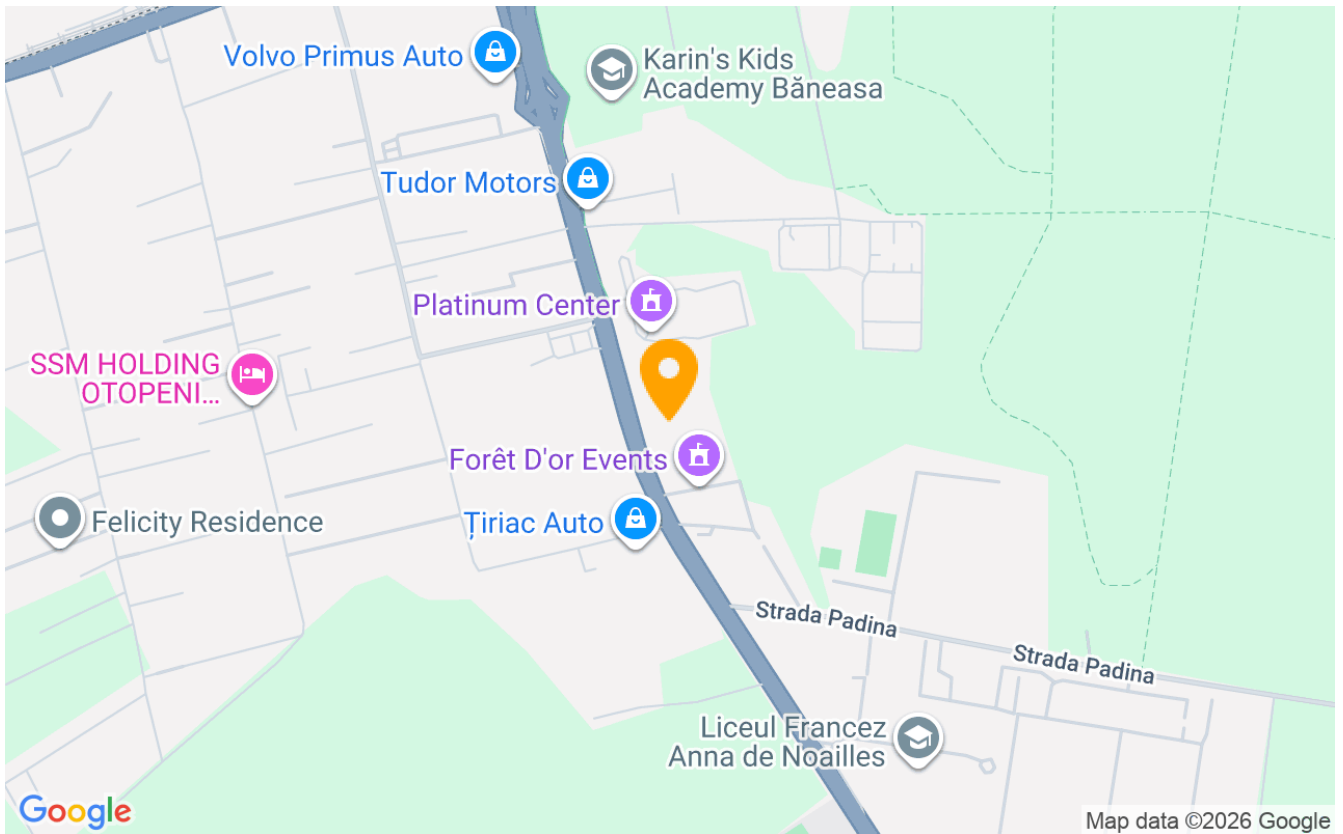 Volvo Primus Auto
Karin's Kids
Academy Băneasa
Tudor Motors
Platinum Center
SSM HOLDING
OTOPENI...
Forêt D'or Events
Felicity Residence
Țiriac Auto
Strada Padina
Strada Padina
Liceul Francez
Anna de Noailles
Google
Map data ©2026 Google